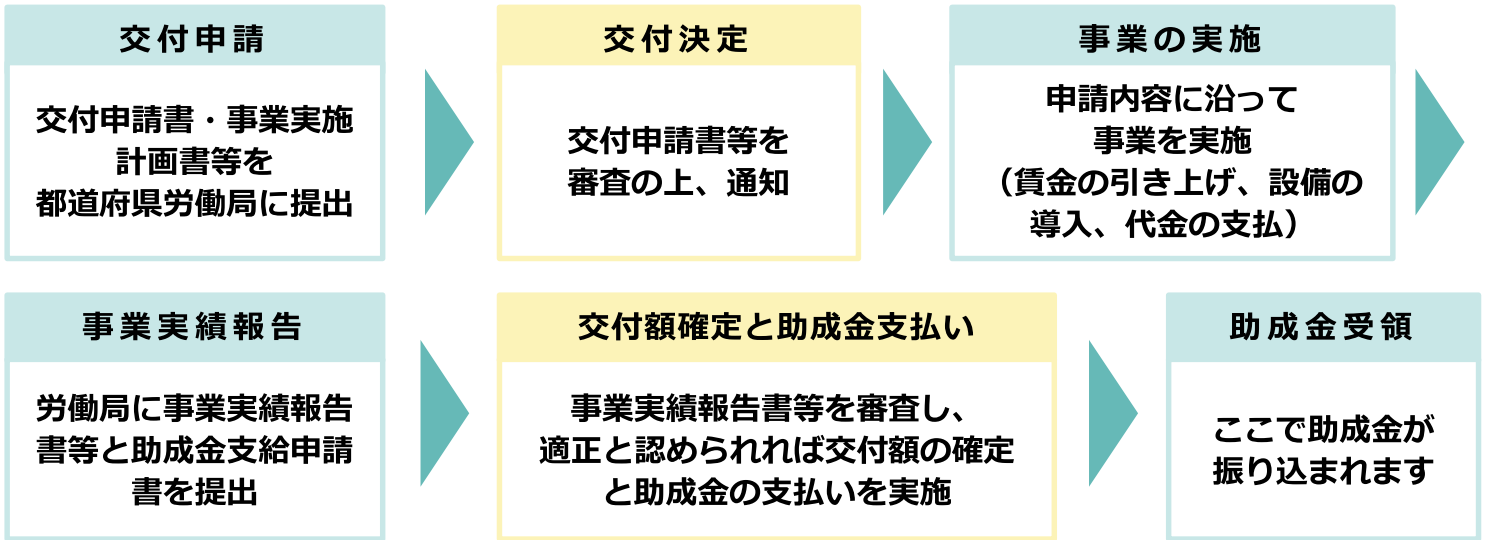 交付申請
交付申請書・事業実施
計画書等を
都道府県労働局に提出
交付決定
交付申請書等を
審査の上、通知
事業の実施
申請内容に沿って
事業を実施
（賃金の引き上げ、設備の
導入、代金の支払）
事業実績報告
労働局に事業実績報告
書等と助成金支給申請
書を提出
交付額確定と助成金支払い
事業実績報告書等を審査し、
適正と認められれば交付額の確定
と助成金の支払いを実施
助成金受領
ここで助成金が
振り込まれます